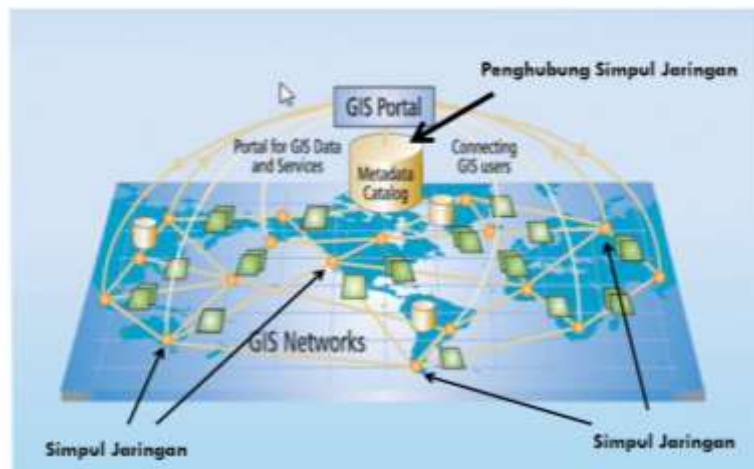 Penghubung Simpul Jaringan
GIS Portal
Portal for GIS Data
and Services
Connecting
GIS users
Metadata
Catalog
GIS Networks
Simpul Jaringan
Simpul Jaringan